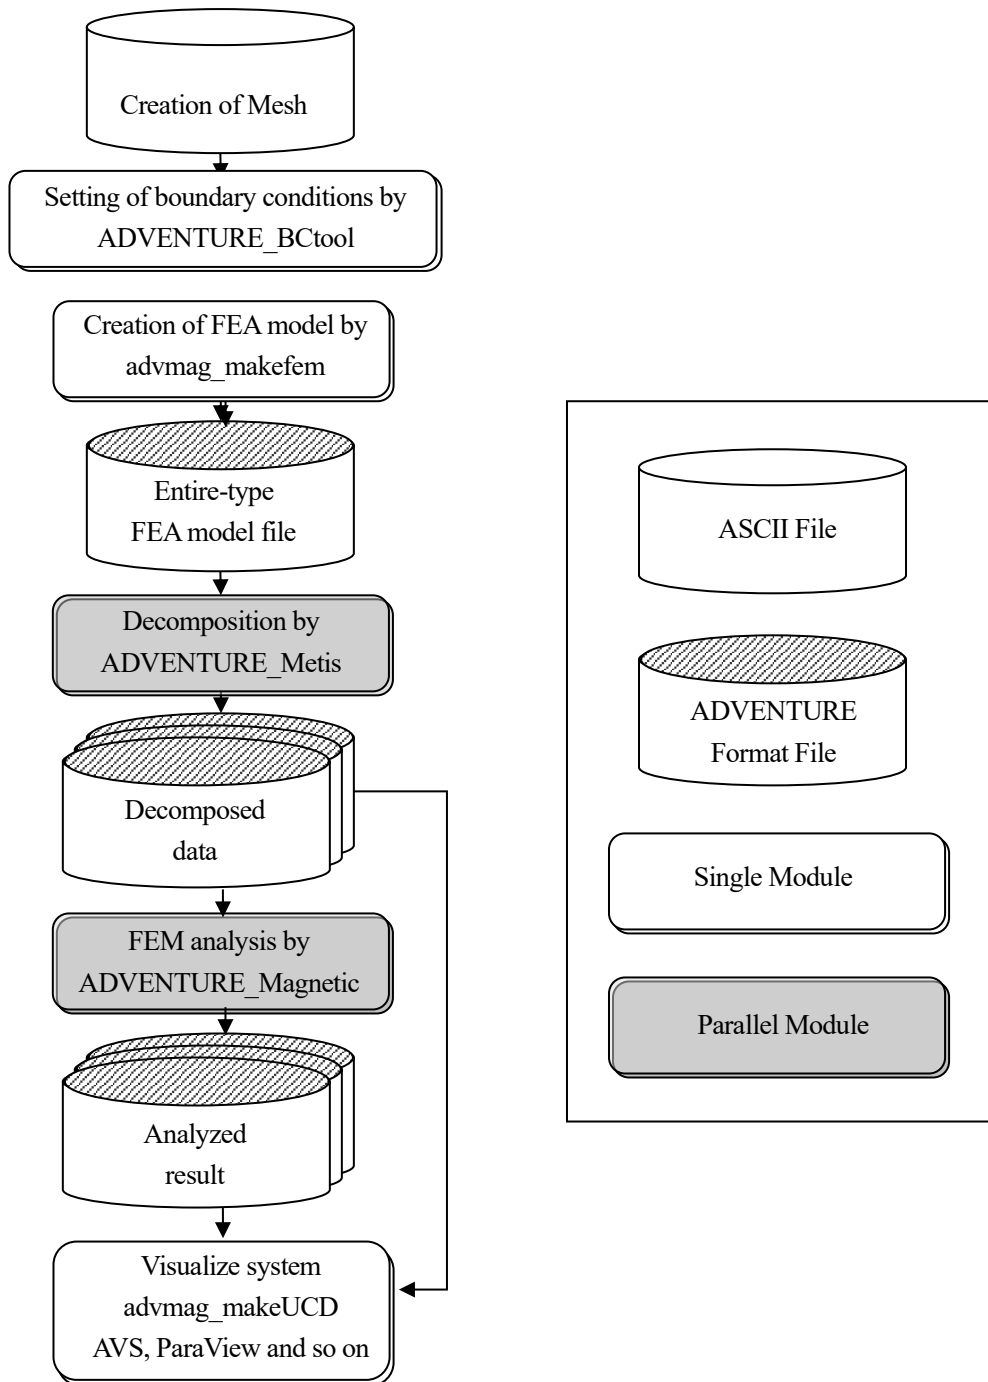 Creation of Mesh
Setting of boundary conditions by
ADVENTURE_BCtool
Creation of FEA model by
advmag_makefem
Entire-type
FEA model file
Decomposition by
ADVENTURE_Metis
Decomposed
data
FEM analysis by
ADVENTURE_Magnetic
Analyzed
result
Visualize system
advmag_makeUCD
AVS, ParaView and so on
ASCII File
ADVENTURE
Format File
Single Module
Parallel Module